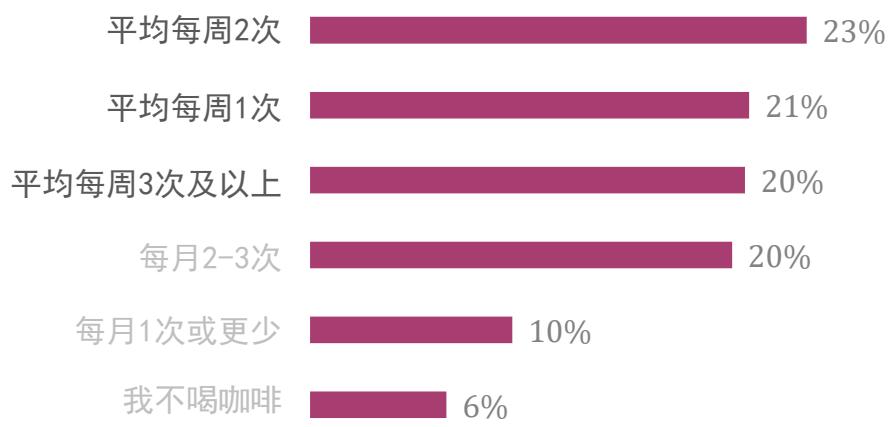 平均每周2次 23%
平均每周1次 21%
平均每周3次及以上 20%
每月2-3次 20%
每月1次或更少 10%
我不喝咖啡 6%